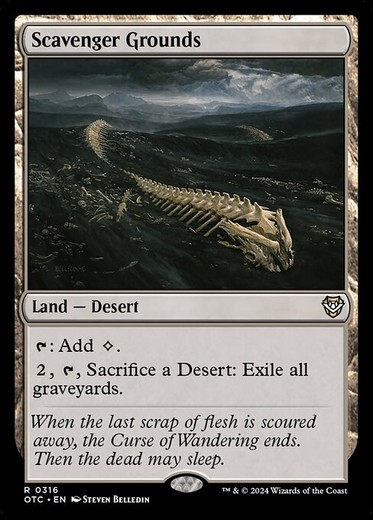 Scavenger Grounds
BELLEDIN
Land — Desert
: Add .
2, , Sacrifice a Desert: Exile all
graveyards.
When the last scrap of flesh is scoured
away, the Curse of Wandering ends.
Then the dead may sleep.
R 0316
OTC • EN STEVEN BELLEDIN
™ & © 2024 Wizards of the Coast